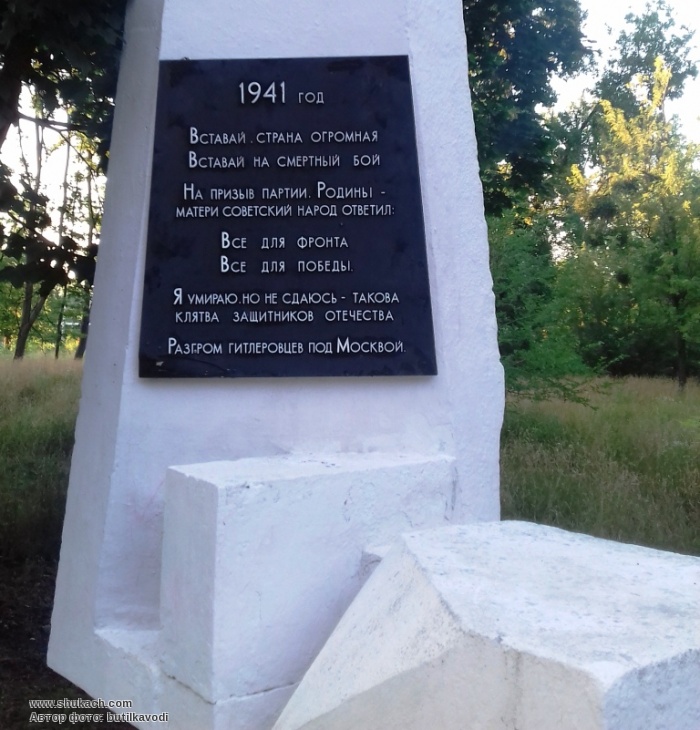 1941 год
Вставай . страна огромная
Вставай на смертный бой
На призыв партии. Родины -
матери советский народ ответил:
Все для фронта
Все для победы.
Я умираю. но не сдаюсь - такова
клятва защитников отечества
Разгром гитлеровцев под Москвой.
www.shukach.com
Автор фото: butilkavodi